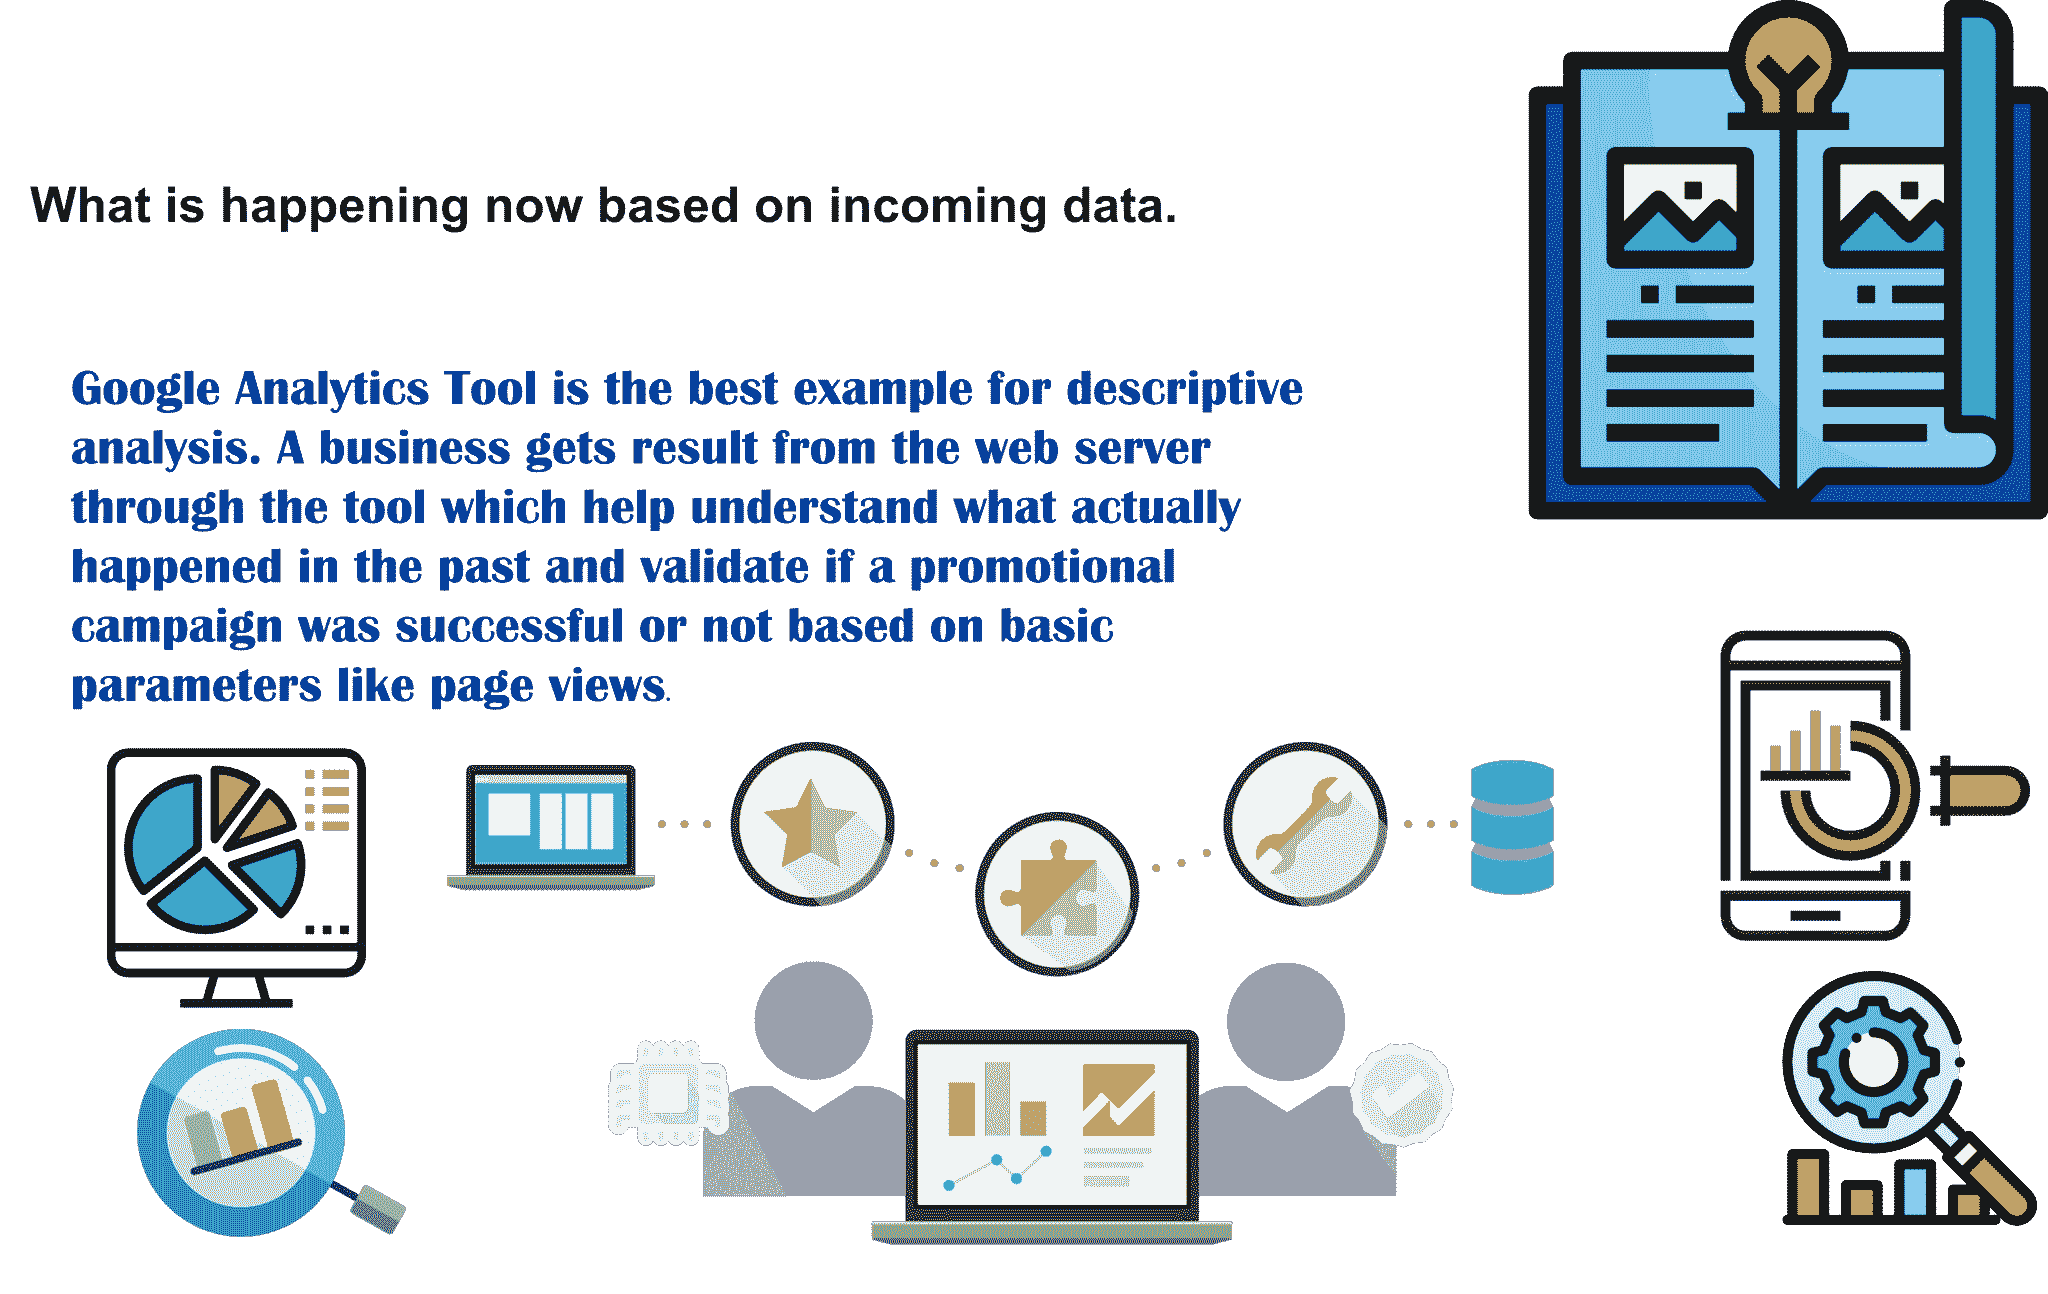 What is happening now based on incoming data.
Google Analytics Tool is the best example for descriptive
analysis. A business gets result from the web server
through the tool which help understand what actually
happened in the past and validate if a promotional
campaign was successful or not based on basic
parameters like page views.